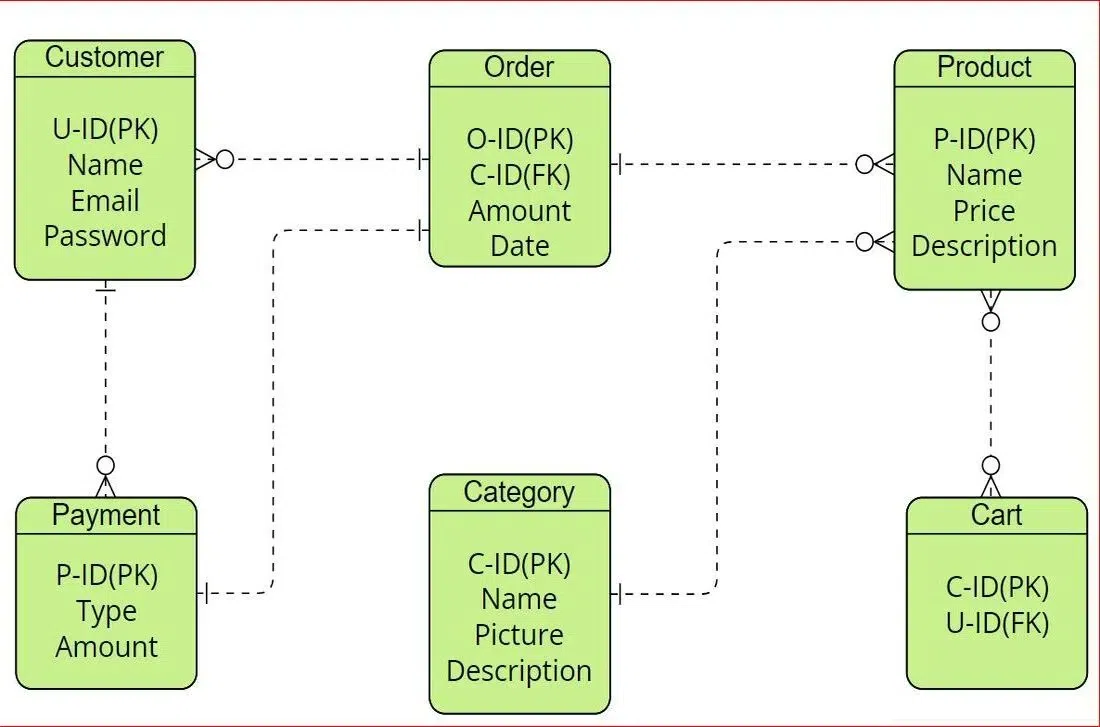 Customer
U-ID(PK)
Name
Email
Password
Order
O-ID(PK)
C-ID(FK)
Amount
Date
Product
P-ID(PK)
Name
Price
Description
Payment
P-ID(PK)
Type
Amount
Category
C-ID(PK)
Name
Picture
Description
Cart
C-ID(PK)
U-ID(FK)